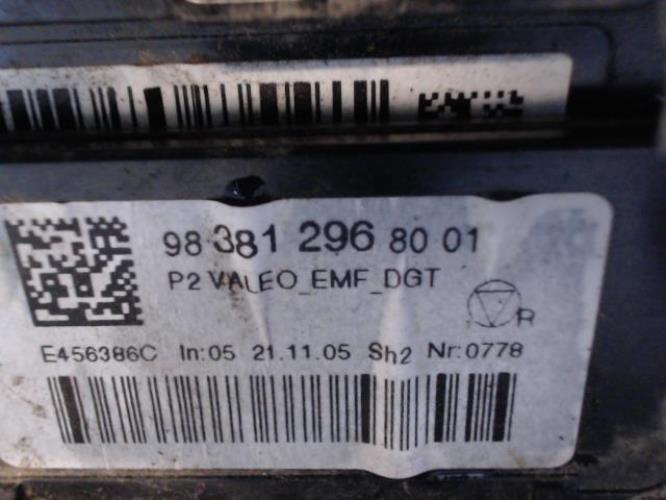 98 381 296 80 01
P2 VALEO_EMF_DGT
R
E456386C In:05 21.11.05 Sh2 Nr:0778